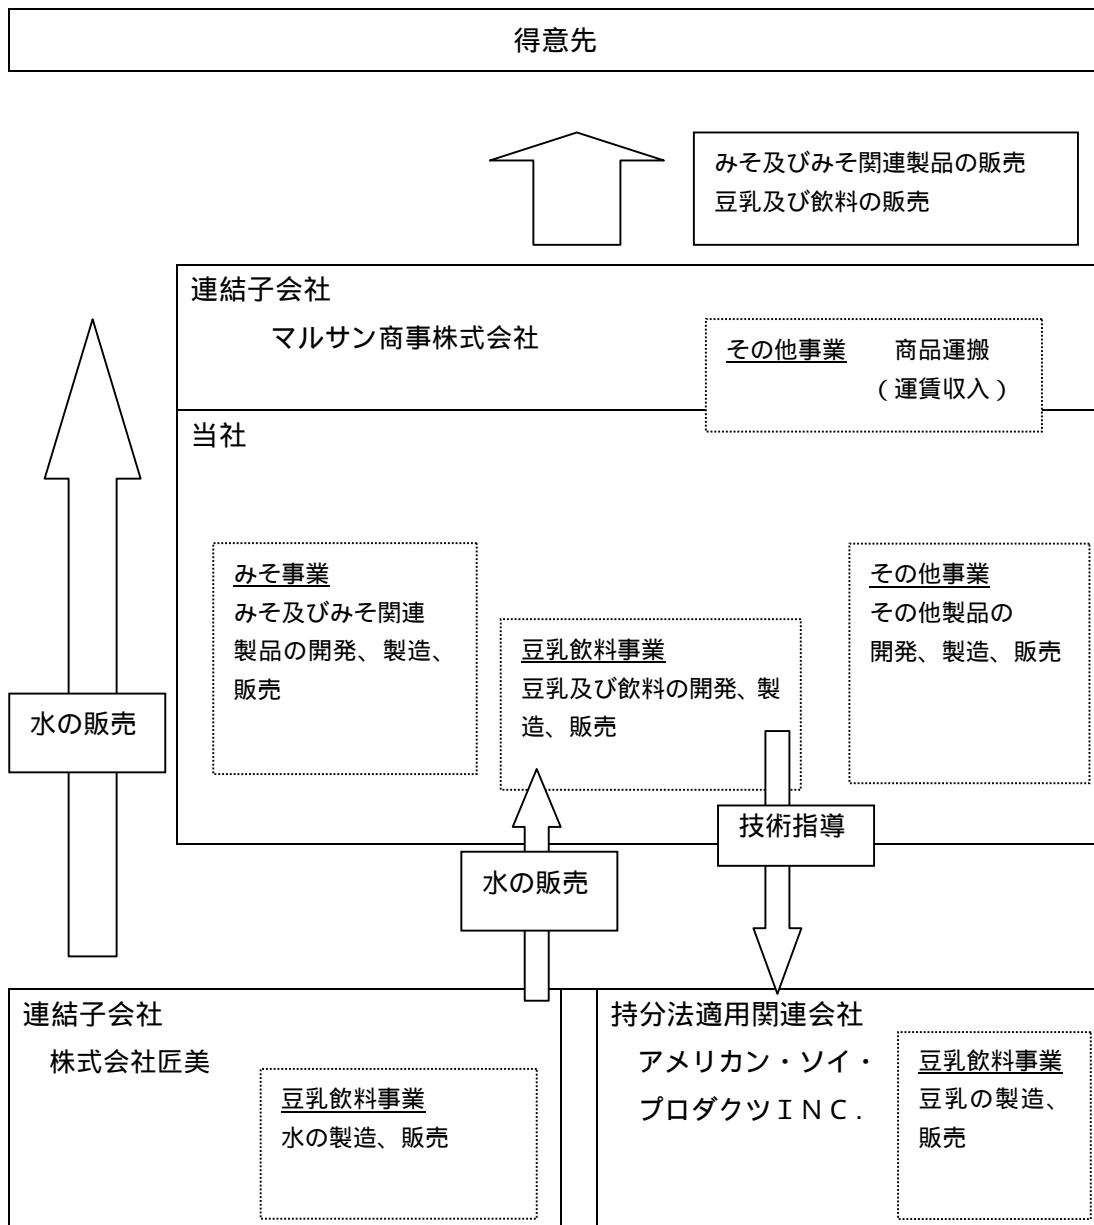 得意先
みそ及びみそ関連製品の販売
豆乳及び飲料の販売
連結子会社
マルサン商事株式会社
その他事業 商品運搬
(運賃収入)
当社
みそ事業
みそ及びみそ関連
製品の開発、製造、
販売
豆乳飲料事業
豆乳及び飲料の開発、製
造、販売
その他事業
その他製品の
開発、製造、販売
水の販売
技術指導
水の販売
連結子会社
株式会社匠美
豆乳飲料事業
水の製造、販売
持分法適用関連会社
アメリカン・ソイ・
プロダクツINC.
豆乳飲料事業
豆乳の製造、
販売